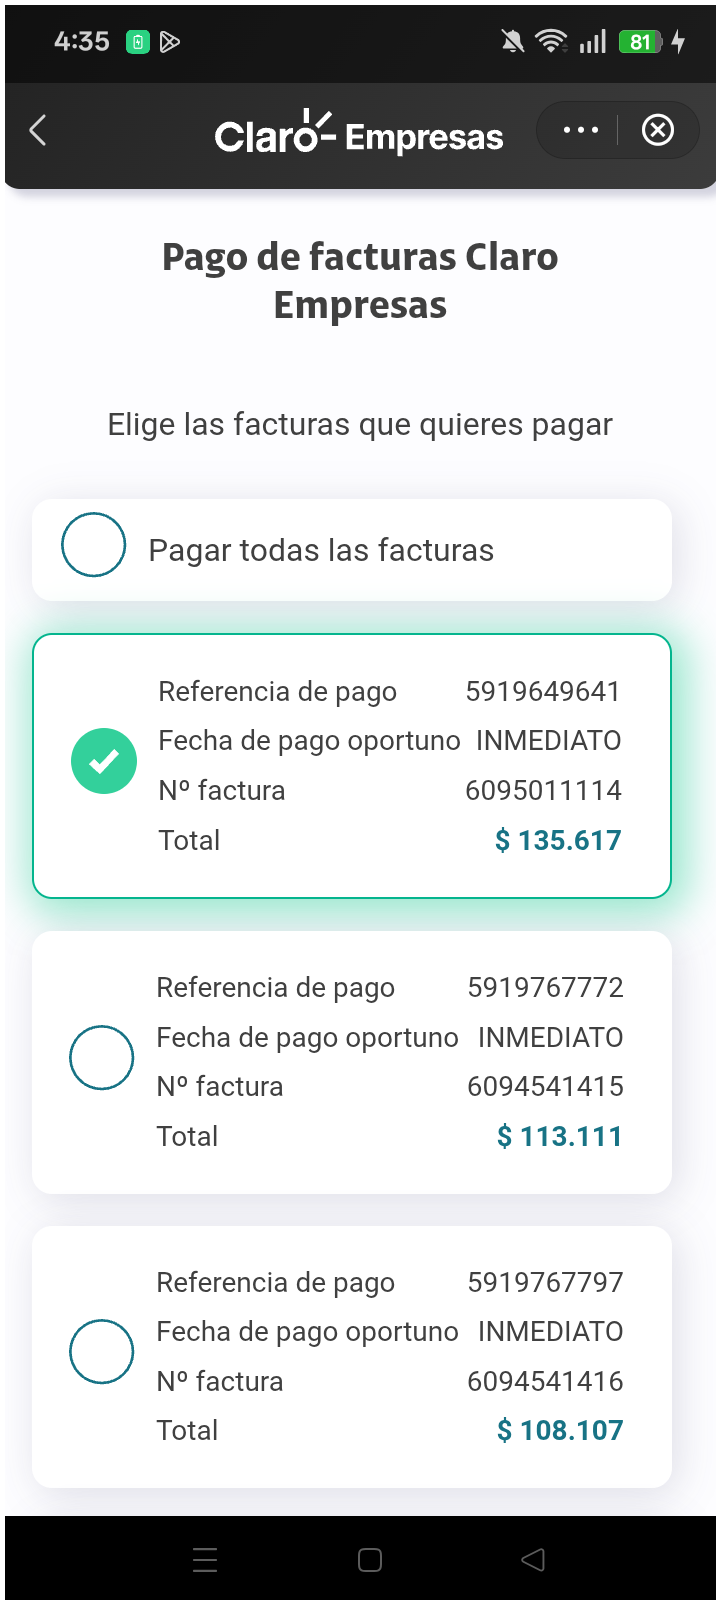 4:35
81
Claro Empresas
Pago de facturas Claro
Empresas
Elige las facturas que quieres pagar
Pagar todas las facturas
Referencia de pago 5919649641
Fecha de pago oportuno INMEDIATO
Nº factura 6095011114
Total $ 135.617
Referencia de pago 5919767772
Fecha de pago oportuno INMEDIATO
Nº factura 6094541415
Total $ 113.111
Referencia de pago 5919767797
Fecha de pago oportuno INMEDIATO
Nº factura 6094541416
Total $ 108.107